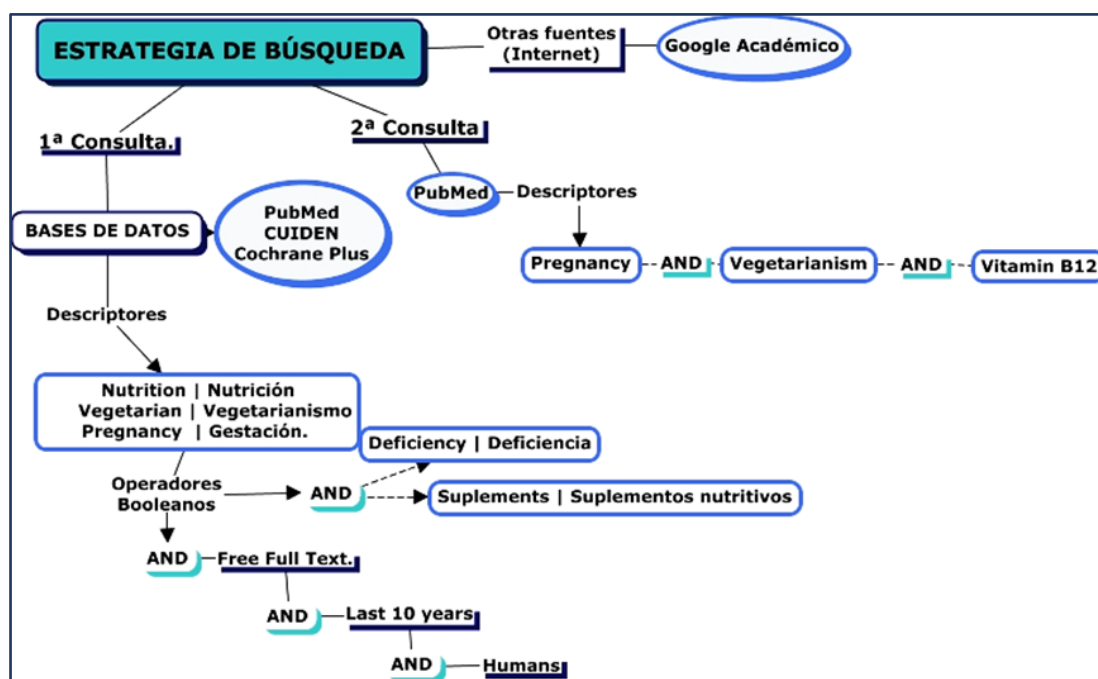 ESTRATEGIA DE BÚSQUEDA
Otras fuentes
(Internet)
Google Académico
1ª Consulta.
2ª Consulta
PubMed
Descriptores
BASES DE DATOS
PubMed
CUIDEN
Cochrane Plus
Pregnancy
AND
Vegetarianism
AND
Vitamin B12
Descriptores
Nutrition | Nutrición
Vegetarian | Vegetarianismo
Pregnancy | Gestación.
Deficiency | Deficiencia
Operadores
Booleanos
AND
Suplements | Suplementos nutritivos
AND
Free Full Text.
AND
Last 10 years
AND
Humans